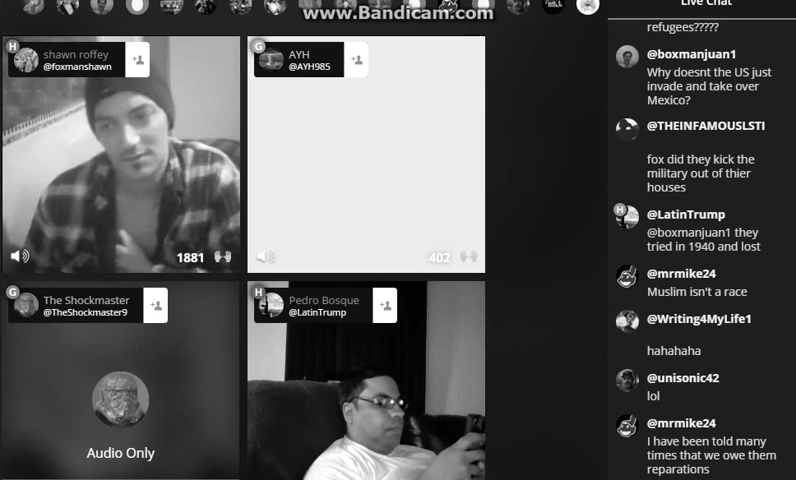 www.Bandicam.com
Live Chat
H
shawn roffey
@foxmanshawn
1881
G
AYH
@AYH985
402
G
The Shockmaster
@TheShockmaster9
Audio Only
H
Pedro Bosque
@LatinTrump
refugees?????
@boxmanjuan1
Why doesnt the US just
invade and take over
Mexico?
@THEINFAMOUSLSTI
fox did they kick the
military out of thier
houses
H
@LatinTrump
@boxmanjuan1 they
tried in 1940 and lost
@mrmike24
Muslim isn't a race
@Writing4MyLife1
hahahaha
@unisonic42
lol
@mrmike24
I have been told many
times that we owe them
reparations